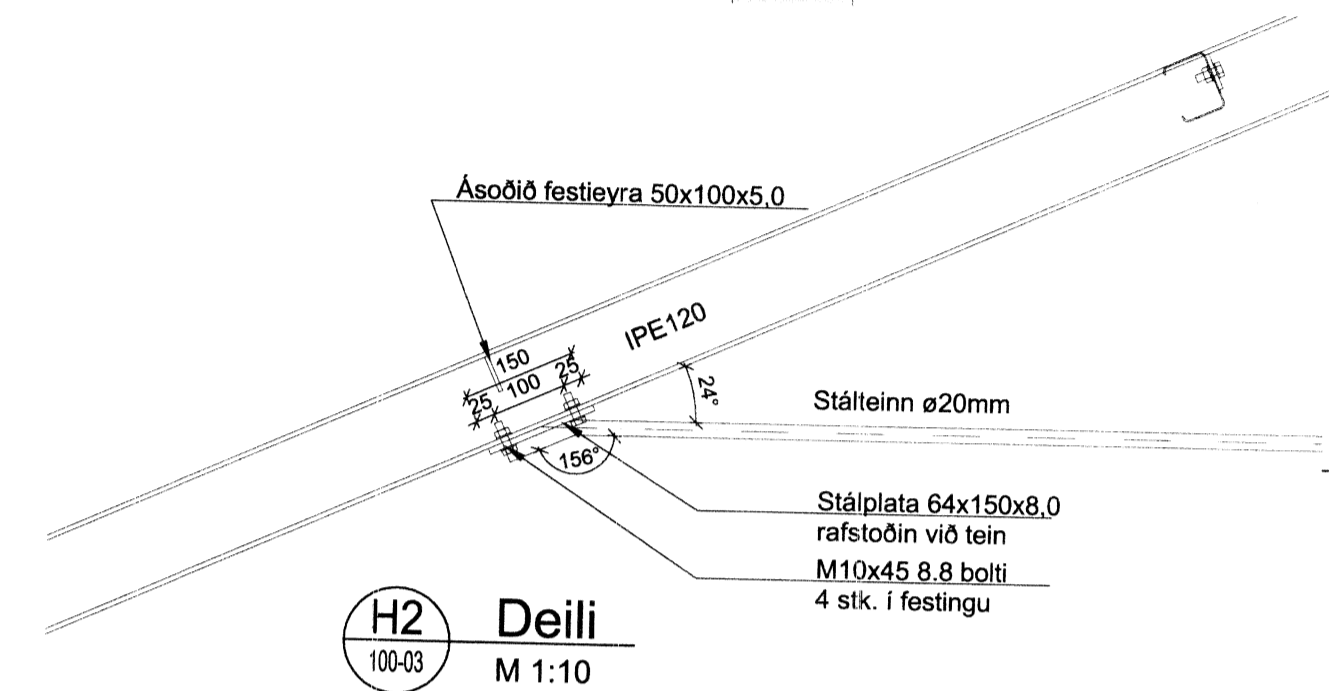 Ásoðið festieyra 50x100x5,0
IPE120
150
25 100 25
24°
156°
Stálteinn ø20mm
Stálplata 64x150x8,0
rafstoðin við tein
M10x45 8.8 bolti
4 stk. í festingu
H2
100-03
Deili
M 1:10